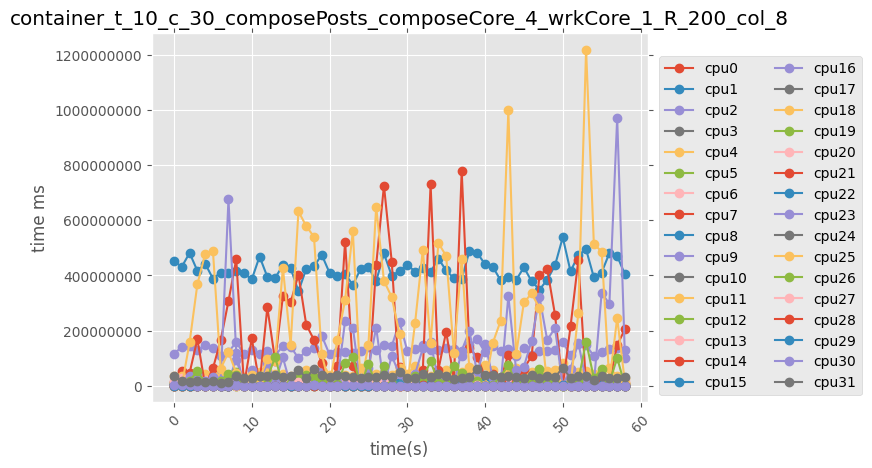 container_t_10_c_30_composePosts_composeCore_4_wrkCore_1_R_200_col_8
time ms
1200000000
1000000000
800000000
600000000
400000000
200000000
0
0 10 20 30 40 50 60
time(s)
cpu0 cpu16
cpu1 cpu17
cpu2 cpu18
cpu3 cpu19
cpu4 cpu20
cpu5 cpu21
cpu6 cpu22
cpu7 cpu23
cpu8 cpu24
cpu9 cpu25
cpu10 cpu26
cpu11 cpu27
cpu12 cpu28
cpu13 cpu29
cpu14 cpu30
cpu15 cpu31